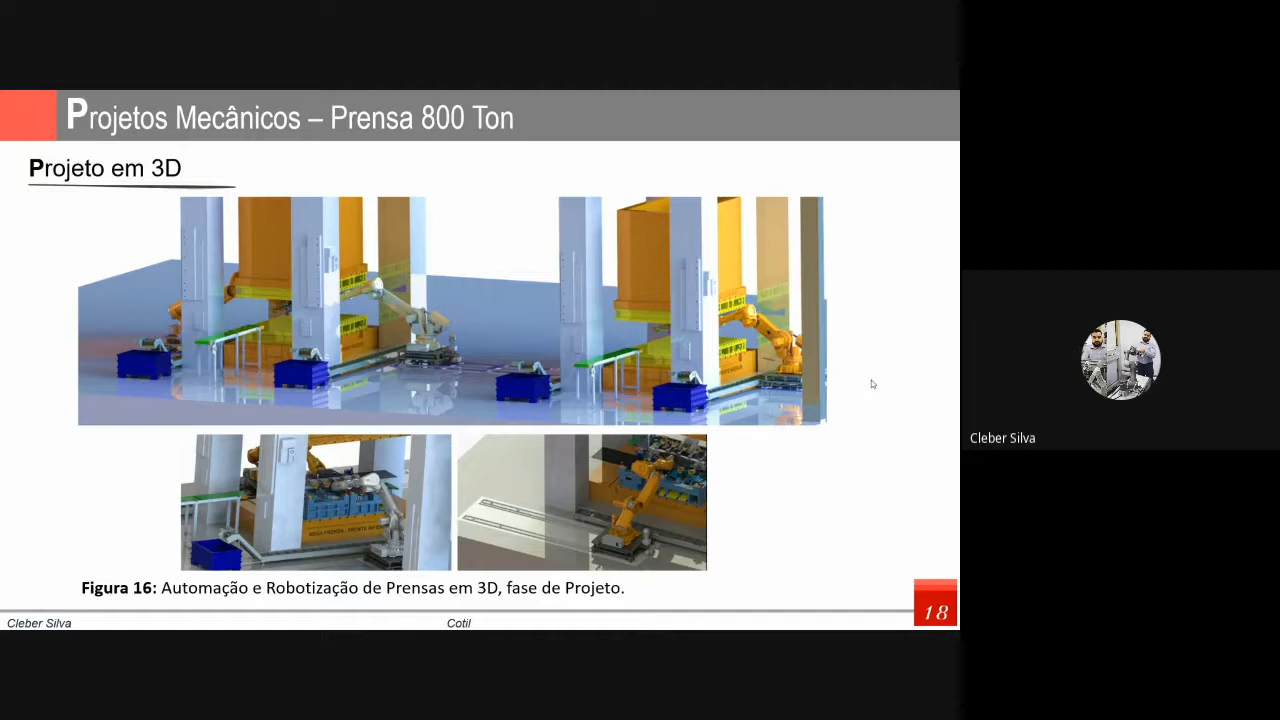 Projetos Mecânicos – Prensa 800 Ton
Projeto em 3D
Figura 16: Automação e Robotização de Prensas em 3D, fase de Projeto.
Cleber Silva
Cotil
18
Cleber Silva